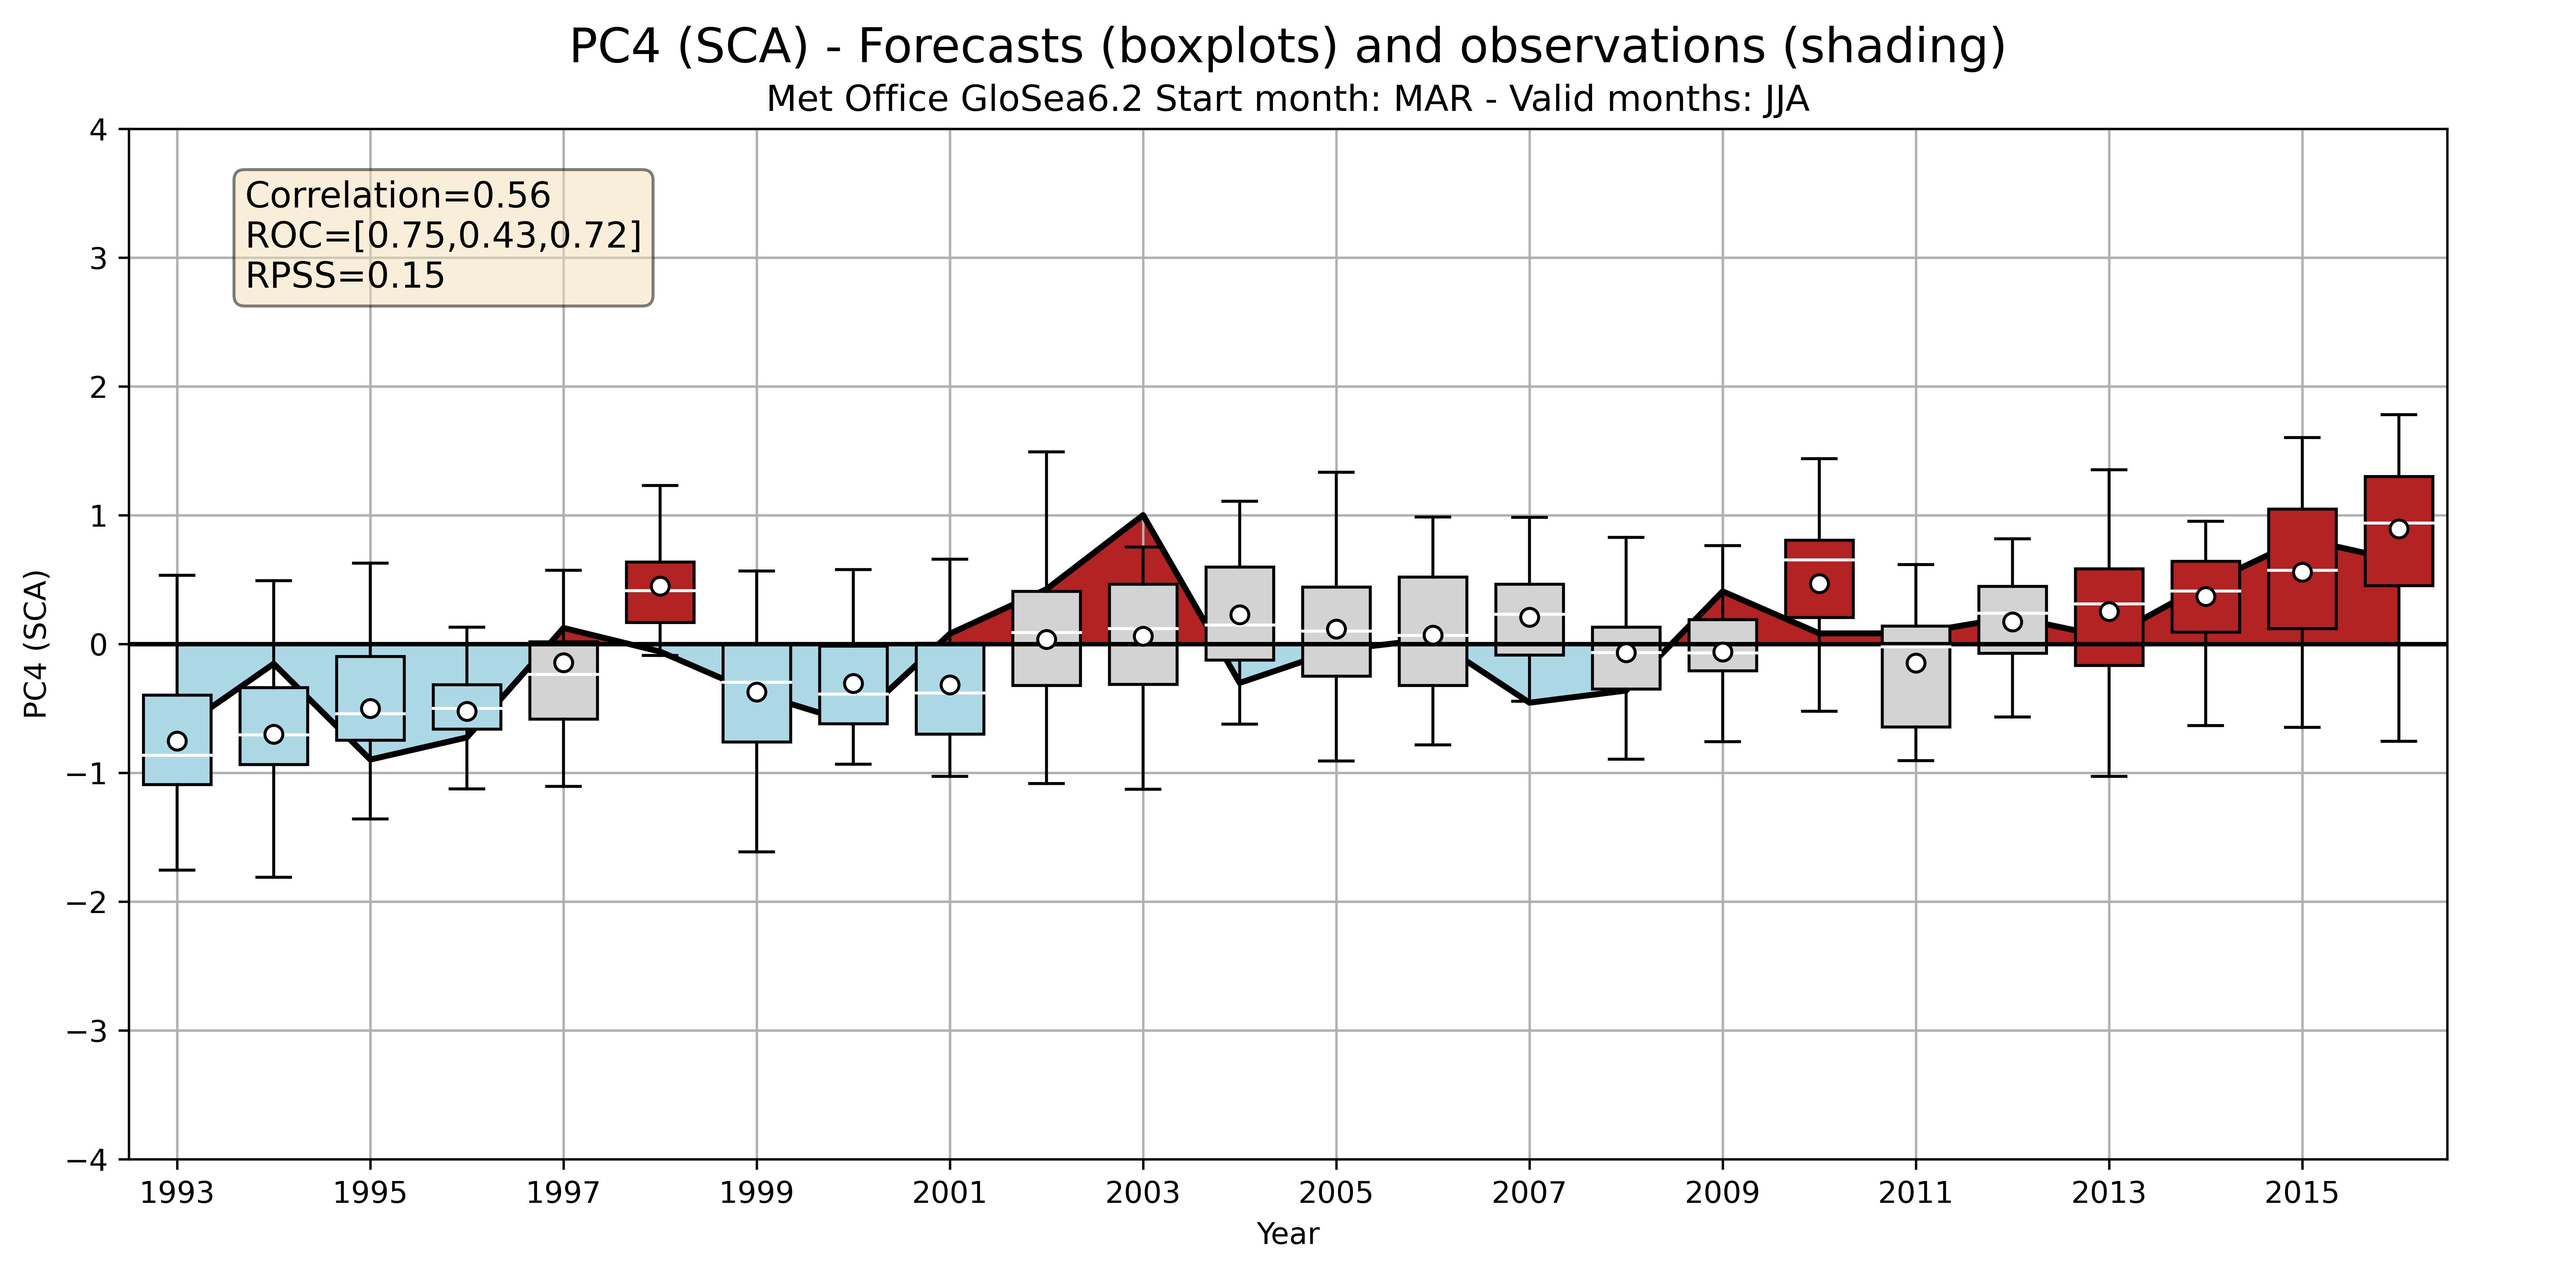 PC4 (SCA) - Forecasts (boxplots) and observations (shading)
Met Office GloSea6.2 Start month: MAR - Valid months: JJA
Correlation=0.56
ROC=[0.75,0.43,0.72]
RPSS=0.15
PC4 (SCA)
4
3
2
1
0
−1
−2
−3
−4
1993 1995 1997 1999 2001 2003 2005 2007 2009 2011 2013 2015
Year